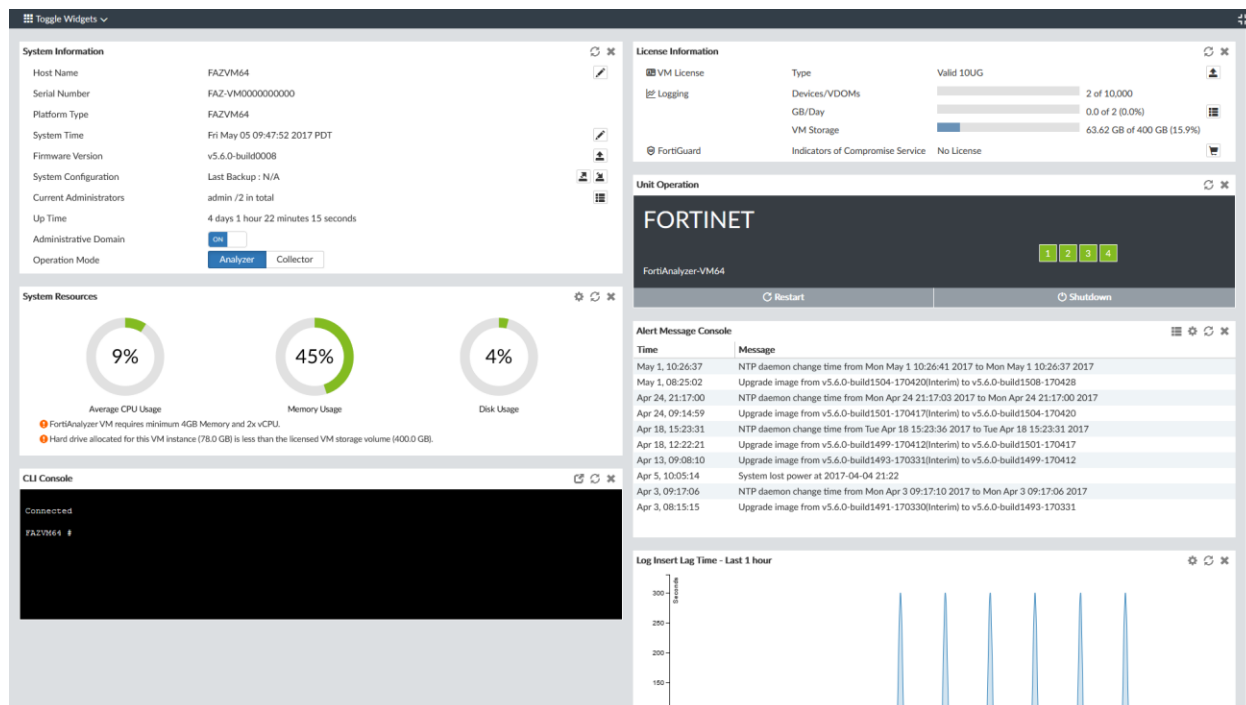 Toggle Widgets
System Information
Host Name FAZVM64
Serial Number FAZ-VM0000000000
Platform Type FAZVM64
System Time Fri May 05 09:47:52 2017 PDT
Firmware Version v5.6.0-build0008
System Configuration Last Backup : N/A
Current Administrators admin /2 in total
Up Time 4 days 1 hour 22 minutes 15 seconds
Administrative Domain ON
Operation Mode Analyzer Collector
System Resources
9% 45% 4%
Average CPU Usage Memory Usage Disk Usage
FortiAnalyzer VM requires minimum 4GB Memory and 2x vCPU.
Hard drive allocated for this VM instance (78.0 GB) is less than the licensed VM storage volume (400.0 GB).
CLI Console
Connected
FAZVM64 #
License Information
VM License Type Valid 10UG
Logging Devices/VDOMs 2 of 10,000
GB/Day 0.0 of 2 (0.0%)
VM Storage 63.62 GB of 400 GB (15.9%)
FortiGuard Indicators of Compromise Service No License
Unit Operation
FORTINET
1 2 3 4
FortiAnalyzer-VM64
Restart Shutdown
Alert Message Console
Time Message
May 1, 10:26:37 NTP daemon change time from Mon May 1 10:26:41 2017 to Mon May 1 10:26:37 2017
May 1, 08:25:02 Upgrade image from v5.6.0-build1504-170420(Interim) to v5.6.0-build1508-170428
Apr 24, 21:17:00 NTP daemon change time from Mon Apr 24 21:17:03 2017 to Mon Apr 24 21:17:00 2017
Apr 24, 09:14:59 Upgrade image from v5.6.0-build1501-170417(Interim) to v5.6.0-build1504-170420
Apr 18, 15:23:31 NTP daemon change time from Tue Apr 18 15:23:36 2017 to Tue Apr 18 15:23:31 2017
Apr 18, 12:22:21 Upgrade image from v5.6.0-build1499-170412(Interim) to v5.6.0-build1501-170417
Apr 13, 09:08:10 Upgrade image from v5.6.0-build1493-170331(Interim) to v5.6.0-build1499-170412
Apr 5, 10:05:14 System lost power at 2017-04-04 21:22
Apr 3, 09:17:06 NTP daemon change time from Mon Apr 3 09:17:10 2017 to Mon Apr 3 09:17:06 2017
Apr 3, 08:15:15 Upgrade image from v5.6.0-build1491-170330(Interim) to v5.6.0-build1493-170331
Log Insert Lag Time - Last 1 hour
Seconds
300
250
200
150